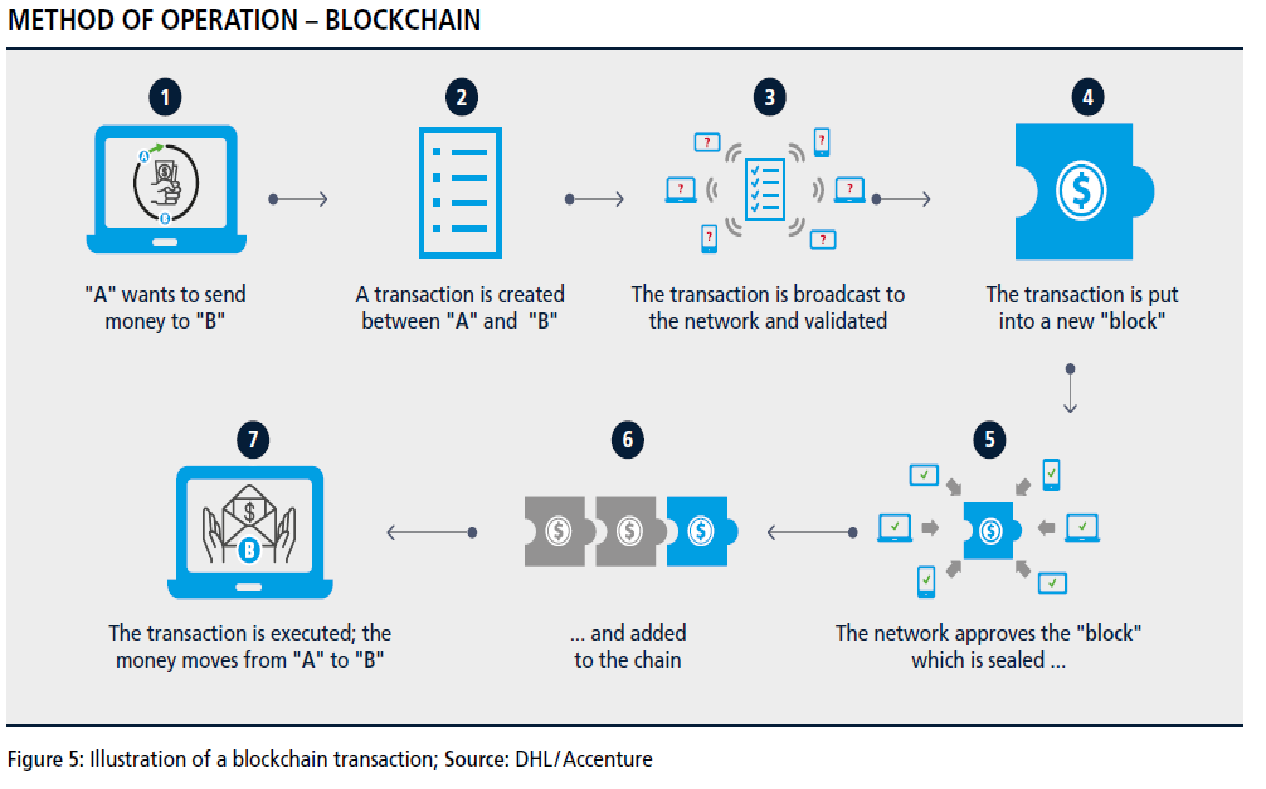 METHOD OF OPERATION – BLOCKCHAIN
1
2
3
4
A
$
B
?
?
?
?
?
?
$
"A" wants to send
money to "B"
A transaction is created
between "A" and "B"
The transaction is broadcast to
the network and validated
The transaction is put
into a new "block"
7
6
5
$
B
$
$
$
$
The transaction is executed; the
money moves from "A" to "B"
... and added
to the chain
The network approves the "block"
which is sealed ...
Figure 5: Illustration of a blockchain transaction; Source: DHL/Accenture